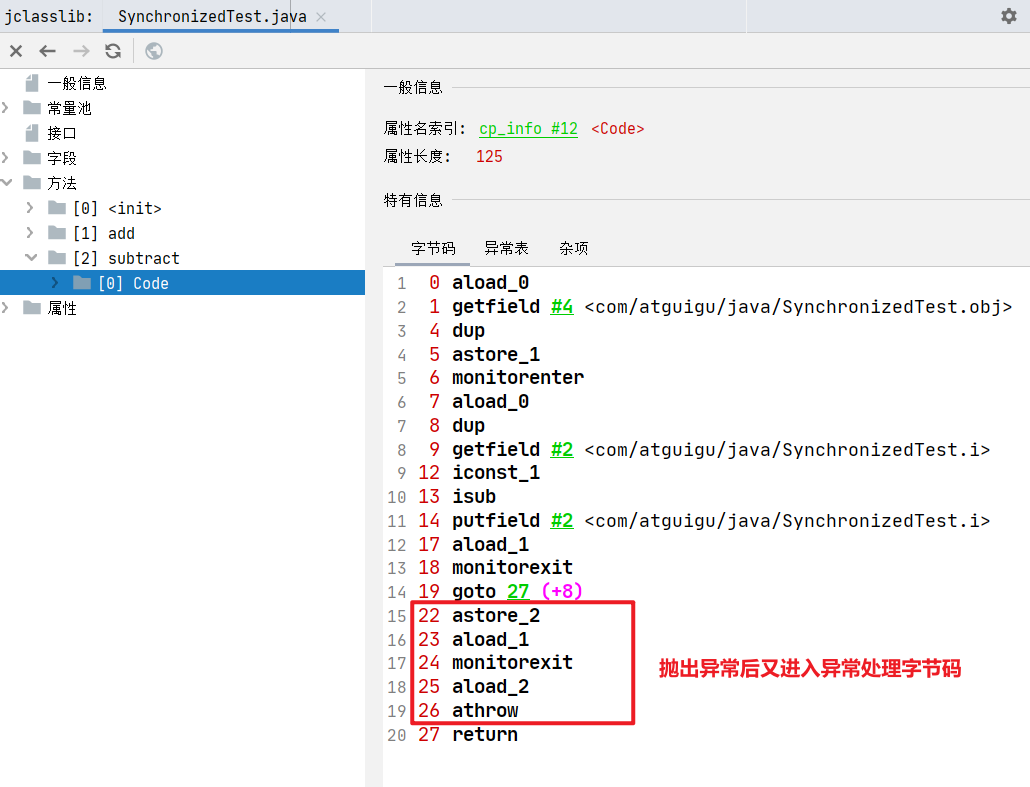 jclasslib: SynchronizedTest.java
一般信息
常量池
接口
字段
方法
[0] <init>
[1] add
[2] subtract
[0] Code
属性
一般信息
属性名索引: cp_info #12 <Code>
属性长度: 125
特有信息
字节码 异常表 杂项
1 0 aload_0
2 1 getfield #4 <com/atguigu/java/SynchronizedTest.obj>
3 4 dup
4 5 astore_1
5 6 monitorenter
6 7 aload_0
7 8 dup
8 9 getfield #2 <com/atguigu/java/SynchronizedTest.i>
9 12 iconst_1
10 13 isub
11 14 putfield #2 <com/atguigu/java/SynchronizedTest.i>
12 17 aload_1
13 18 monitorexit
14 19 goto 27 (+8)
15 22 astore_2
16 23 aload_1
17 24 monitorexit
18 25 aload_2
19 26 athrow
20 27 return
抛出异常后又进入异常处理字节码